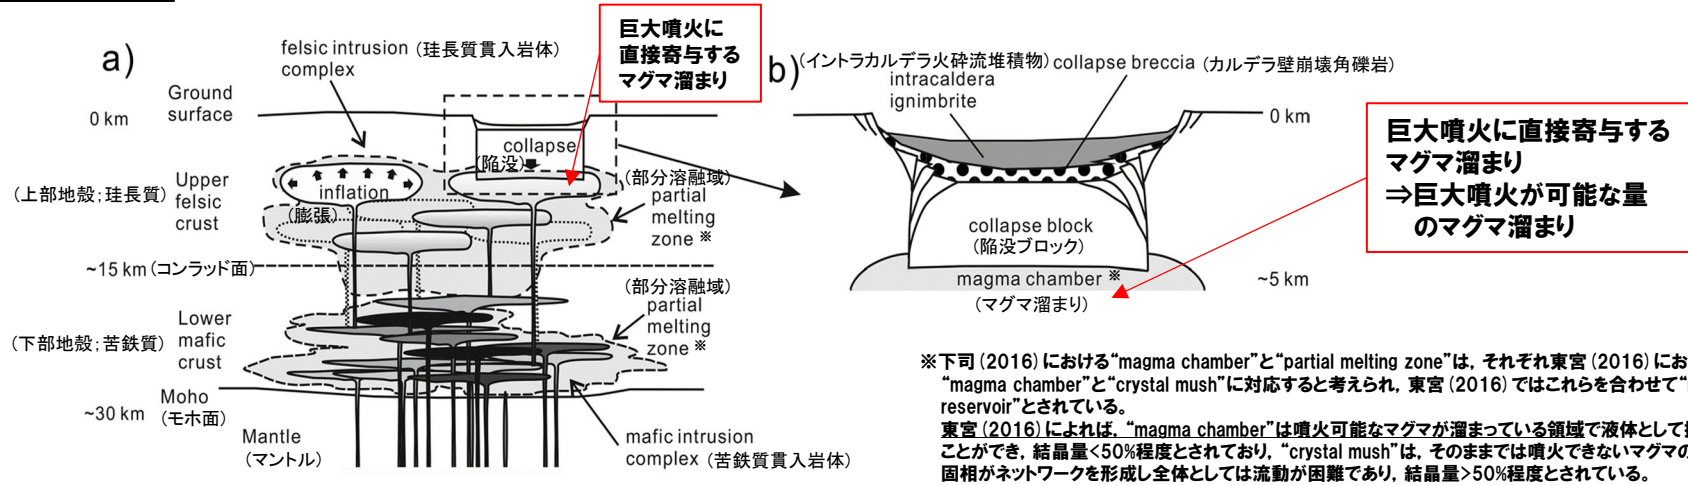 a)
felsic intrusion (珪長質貫入岩体)
complex
巨大噴火に
直接寄与する
マグマ溜まり
Ground
surface
0 km
collapse
(陥没)
inflation
(膨張)
(上部地殻;珪長質)
Upper
felsic
crust
(部分溶融域)
partial
melting
zone ※
~15 km (コンラッド面)
(部分溶融域)
partial
melting
zone ※
(下部地殻;苦鉄質)
Lower
mafic
crust
Moho
(モホ面)
~30 km
Mantle
(マントル)
mafic intrusion
complex (苦鉄質貫入岩体)
b)
(イントラカルデラ火砕流堆積物)
intracaldera
ignimbrite
collapse breccia (カルデラ壁崩壊角礫岩)
0 km
collapse block
(陥没ブロック)
magma chamber ※
(マグマ溜まり)
~5 km
巨大噴火に直接寄与する
マグマ溜まり
⇒巨大噴火が可能な量
のマグマ溜まり
※下司(2016)における“magma chamber”と“partial melting zone”は,それぞれ東宮(2016)にお
“magma chamber”と“crystal mush”に対応すると考えられ,東宮(2016)ではこれらを合わせて“
reservoir”とされている。
東宮(2016)によれば,“magma chamber”は噴火可能なマグマが溜まっている領域で液体として
ことができ,結晶量<50%程度とされており,“crystal mush”は,そのままでは噴火できないマグマの
固相がネットワークを形成し全体としては流動が困難であり,結晶量>50%程度とされている。